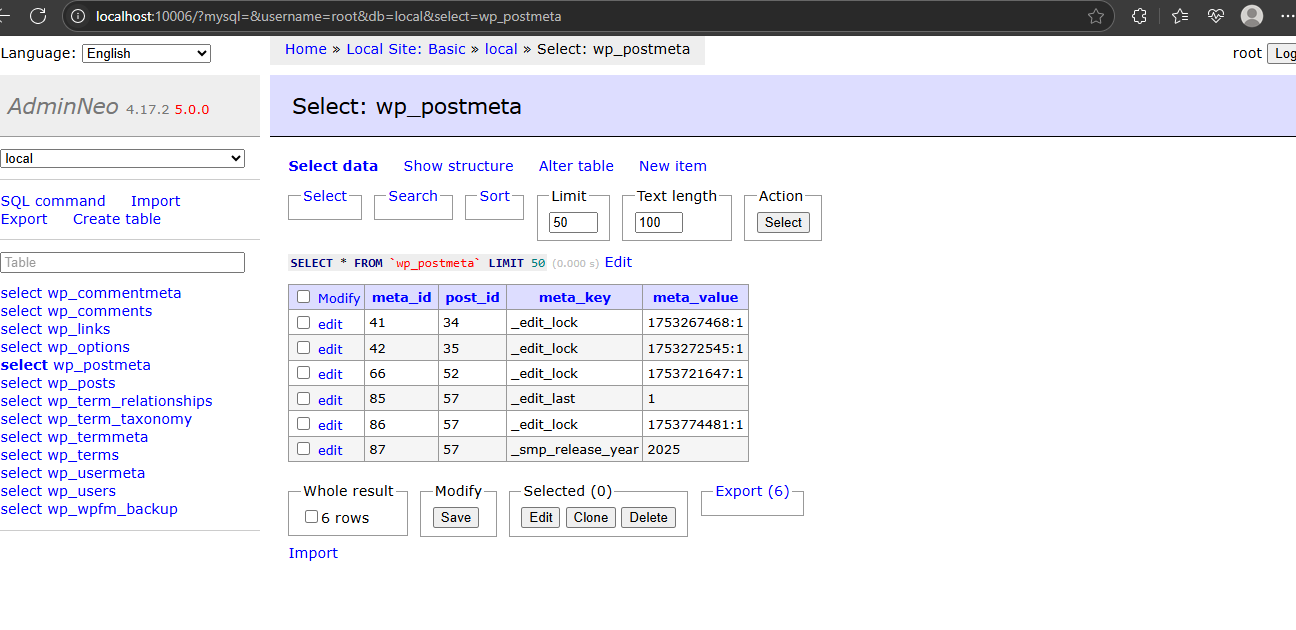 localhost:10006/?mysql=&username=root&db=local&select=wp_postmeta
Language: English
Home » Local Site: Basic » local » Select: wp_postmeta
root
AdminNeo 4.17.2 5.0.0
Select: wp_postmeta
local
SQL command Import
Export Create table
Table
select wp_commentmeta
select wp_comments
select wp_links
select wp_options
select wp_postmeta
select wp_posts
select wp_term_relationships
select wp_term_taxonomy
select wp_termmeta
select wp_terms
select wp_usermeta
select wp_users
select wp_wpfm_backup
Select data Show structure Alter table New item
Select Search Sort Limit Text length Action
50 100 Select
SELECT * FROM `wp_postmeta` LIMIT 50 (0.000 s) Edit
Modify meta_id post_id meta_key meta_value
edit 41 34 _edit_lock 1753267468:1
edit 42 35 _edit_lock 1753272545:1
edit 66 52 _edit_lock 1753721647:1
edit 85 57 _edit_last 1
edit 86 57 _edit_lock 1753774481:1
edit 87 57 _smp_release_year 2025
Whole result Modify Selected (0) Export (6)
6 rows Save Edit Clone Delete
Import